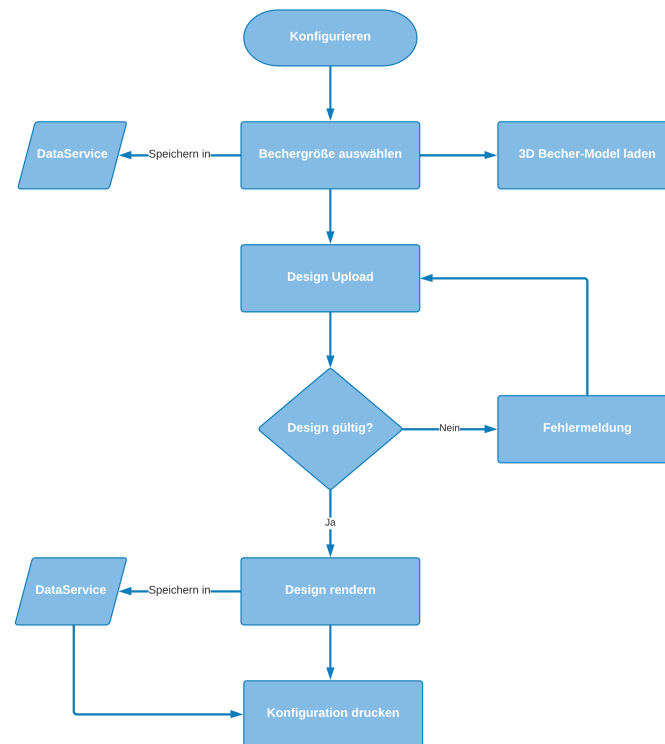 Konfigurieren
DataService
Speichern in
Bechergröße auswählen
3D Becher-Model laden
Design Upload
Design gültig?
Nein
Fehlermeldung
Ja
DataService
Speichern in
Design rendern
Konfiguration drucken